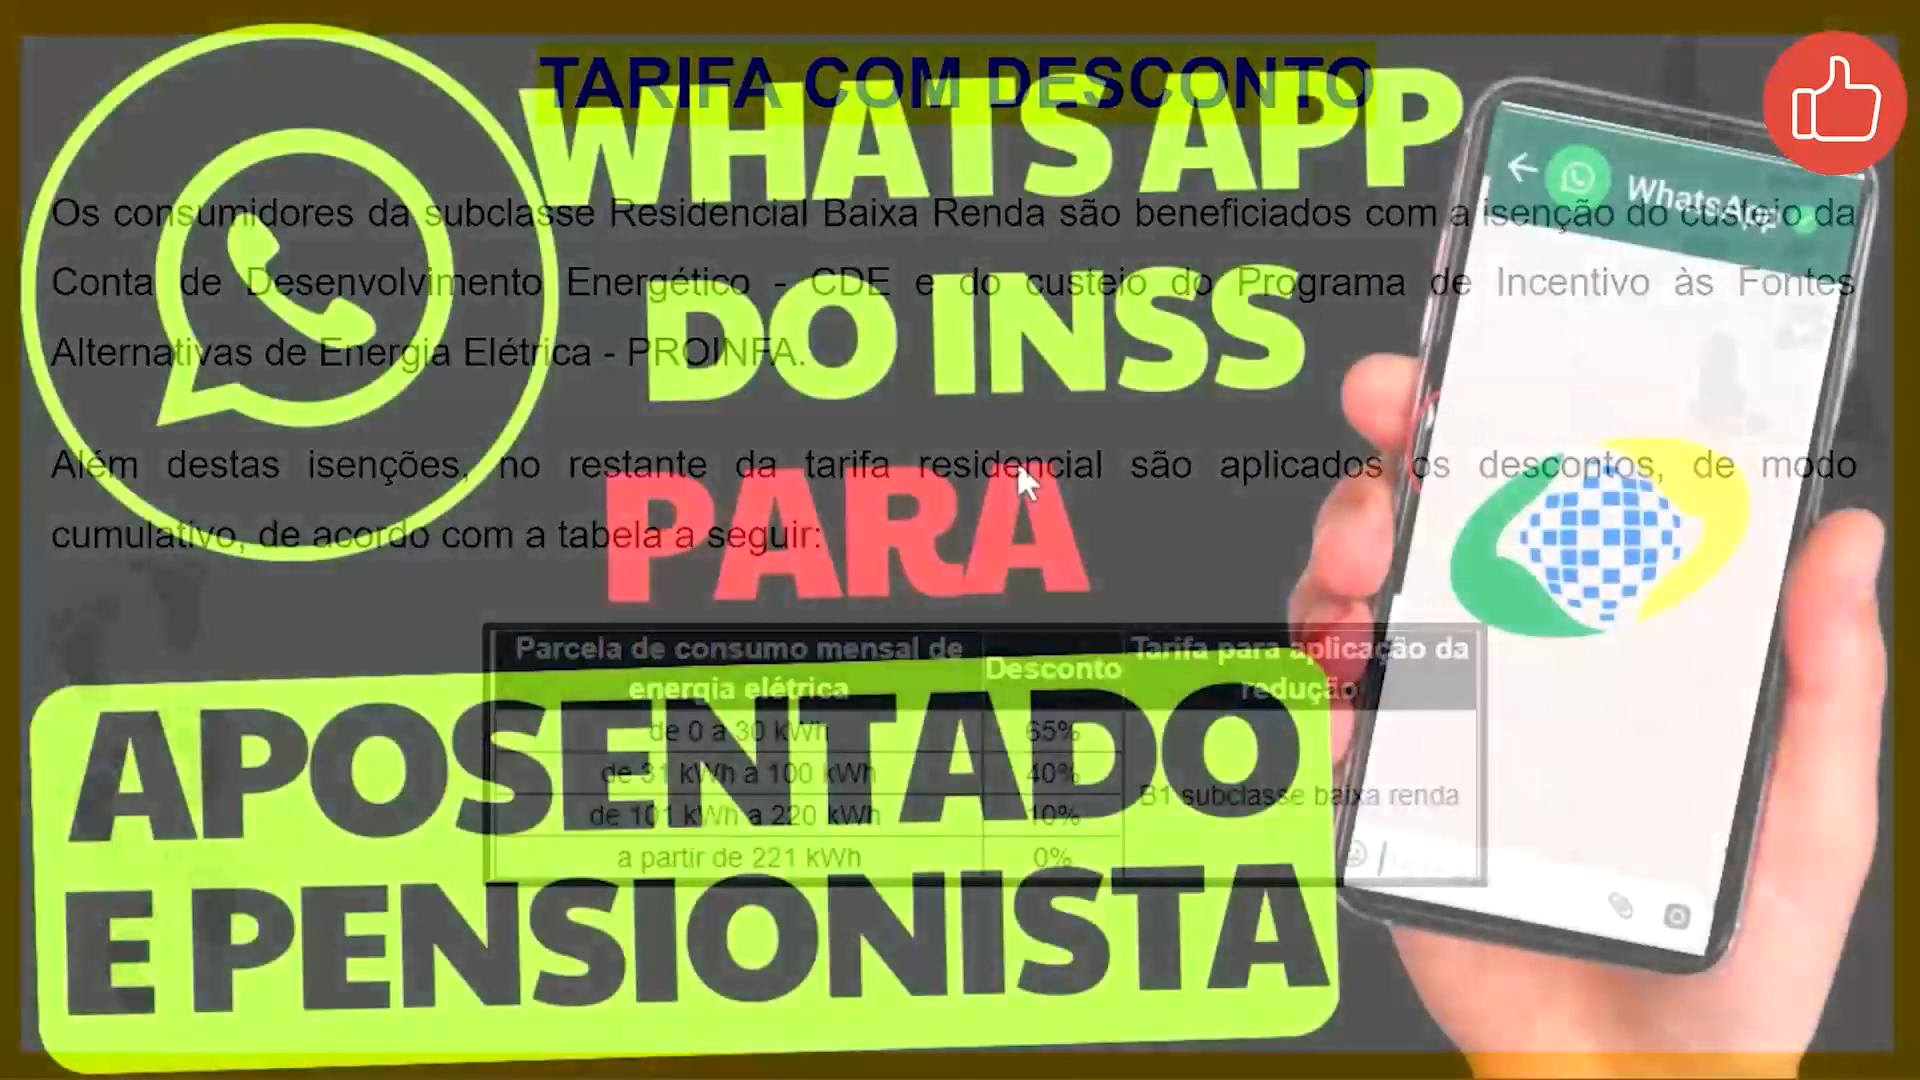 TARIFA COM DESCONTO
WHATS APP
DO INSS
PARA
APOSENTADO
E PENSIONISTA
WhatsApp
Os consumidores da subclasse Residencial Baixa Renda são beneficiados com a isenção do custeio da
Conta de Desenvolvimento Energético - CDE e do custeio do Programa de Incentivo às Fontes
Alternativas de Energia Elétrica - PROINFA.
Além destas isenções, no restante da tarifa residencial são aplicados os descontos, de modo
cumulativo, de acordo com a tabela a seguir:
Parcela de consumo mensal de energia elétrica Desconto Tarifa para aplicação da redução
de 0 a 30 kWh 65%
de 31 kWh a 100 kWh 40%
B1 subclasse baixa renda
de 101 kWh a 220 kWh 10%
a partir de 221 kWh 0%